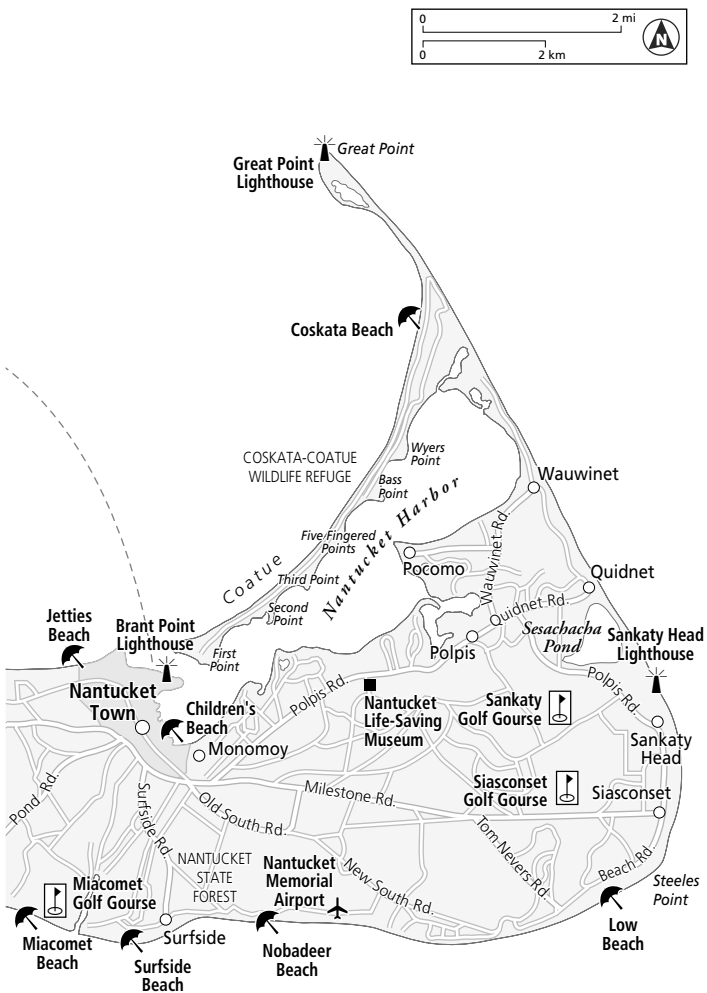 0 2 mi
0 2 km
N
Great Point
Great Point
Lighthouse
Coskata Beach
COSKATA-COATUE
WILDLIFE REFUGE
Wyers
Point
Bass
Point
Nantucket Harbor
Wauwinet
Five Fingered
Points
Coatue
Third Point
Second
Point
First
Point
Pocomo
Wauwinet Rd.
Quidnet
Quidnet Rd.
Sesachacha
Pond
Polpis
Jetties
Beach
Brant Point
Lighthouse
Sankaty Head
Lighthouse
Nantucket
Town
Children's
Beach
Monomoy
Polpis Rd.
Nantucket
Life-Saving
Museum
Sankaty
Golf Gourse
Polpis Rd.
Sankaty
Head
Siasconset
Golf Gourse
Siasconset
Milestone Rd.
Pond Rd.
Surfside Rd.
Old South Rd.
Tom Nevers Rd.
NANTUCKET
STATE
FOREST
Nantucket
Memorial
Airport
New South Rd.
Beach Rd.
Steeles
Point
Miacomet
Golf Gourse
Miacomet
Beach
Surfside
Surfside
Beach
Nobadeer
Beach
Low
Beach